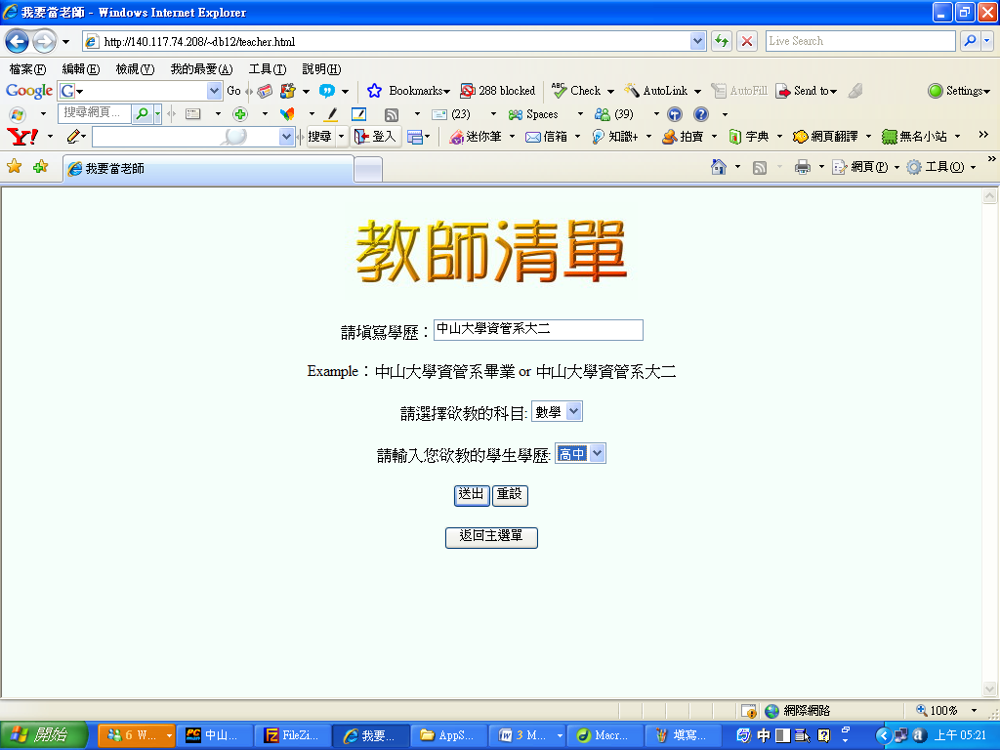 我要當老師 - Windows Internet Explorer
http://140.117.74.208/~db12/teacher.html
Live Search
檔案(F) 編輯(E) 檢視(V) 我的最愛(A) 工具(T) 說明(H)
Google G Go Bookmarks 288 blocked ABC Check AutoLink AutoFill Send to Settings
搜尋網頁... (23) Spaces (39)
Y! 搜尋 登入 迷你筆 信箱 知識+ 拍賣 字典 網頁翻譯 無名小站
我要當老師 網頁(P) 工具(O)
教師清單
請填寫學歷：中山大學資管系大二
Example：中山大學資管系畢業 or 中山大學資管系大二
請選擇欲教的科目: 數學
請輸入您欲教的學生學歷: 高中
送出 重設
返回主選單
網際網路 100%
開始 6 W... 中山... FileZi... 我要... AppS... 3 M... Macr... 填寫... 中 上午 05:21